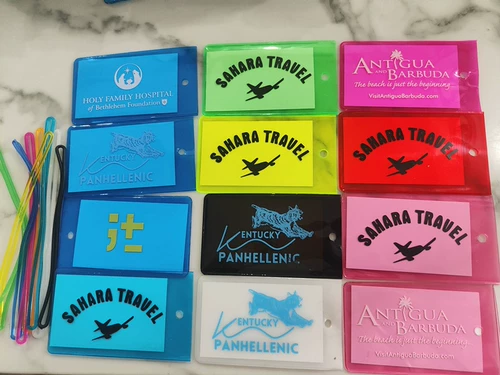 HOLY FAMILY HOSPITAL
of Bethlehem Foundation
SAHARA TRAVEL
ANTIGUA
AND BARBUDA
The beach is just the beginning.
VisitAntiguaBarbuda.com
KENTUCKY
PANHELLENIC
SAHARA TRAVEL
SAHARA TRAVEL
jt
KENTUCKY
PANHELLENIC
SAHARA TRAVEL
SAHARA TRAVEL
KENTUCKY
PANHELLENIC
ANTIGUA
AND BARBUDA
The beach is just the beginning.
VisitAntiguaBarbuda.com